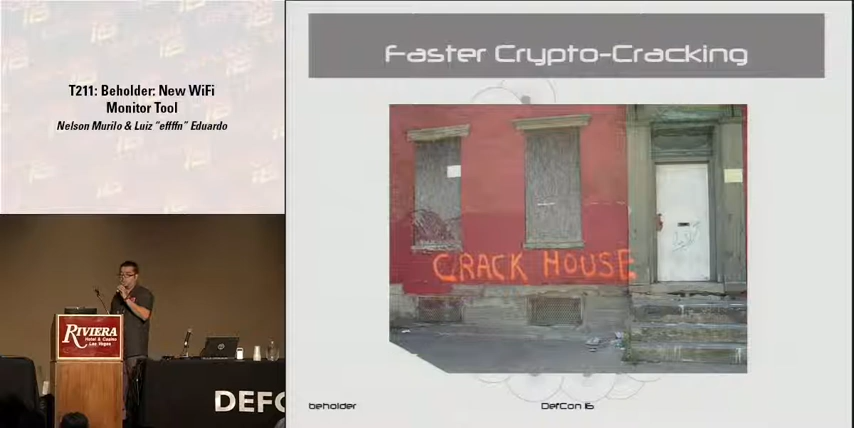 T211: Beholder: New WiFi
Monitor Tool
Nelson Murilo & Luiz "effffn" Eduardo
RIVIERA
Hotel & Casino
Las Vegas
DEFC
Faster Crypto-Cracking
CRACK HOUSE
beholder
DefCon 16